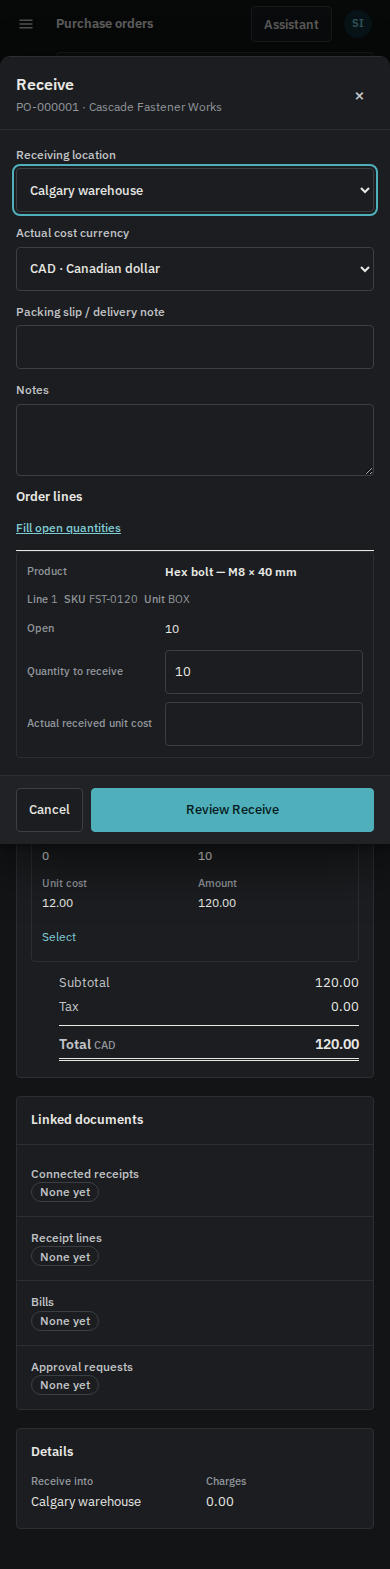 Purchase orders
Assistant
SI
Receive
PO-000001 · Cascade Fastener Works
×
Receiving location
Calgary warehouse
Actual cost currency
CAD · Canadian dollar
Packing slip / delivery note
Notes
Order lines
Fill open quantities
Product Hex bolt — M8 × 40 mm
Line 1 SKU FST-0120 Unit BOX
Open 10
Quantity to receive 10
Actual received unit cost
Cancel Review Receive
0 10
Unit cost Amount
12.00 120.00
Select
Subtotal 120.00
Tax 0.00
Total CAD 120.00
Linked documents
Connected receipts
None yet
Receipt lines
None yet
Bills
None yet
Approval requests
None yet
Details
Receive into Charges
Calgary warehouse 0.00